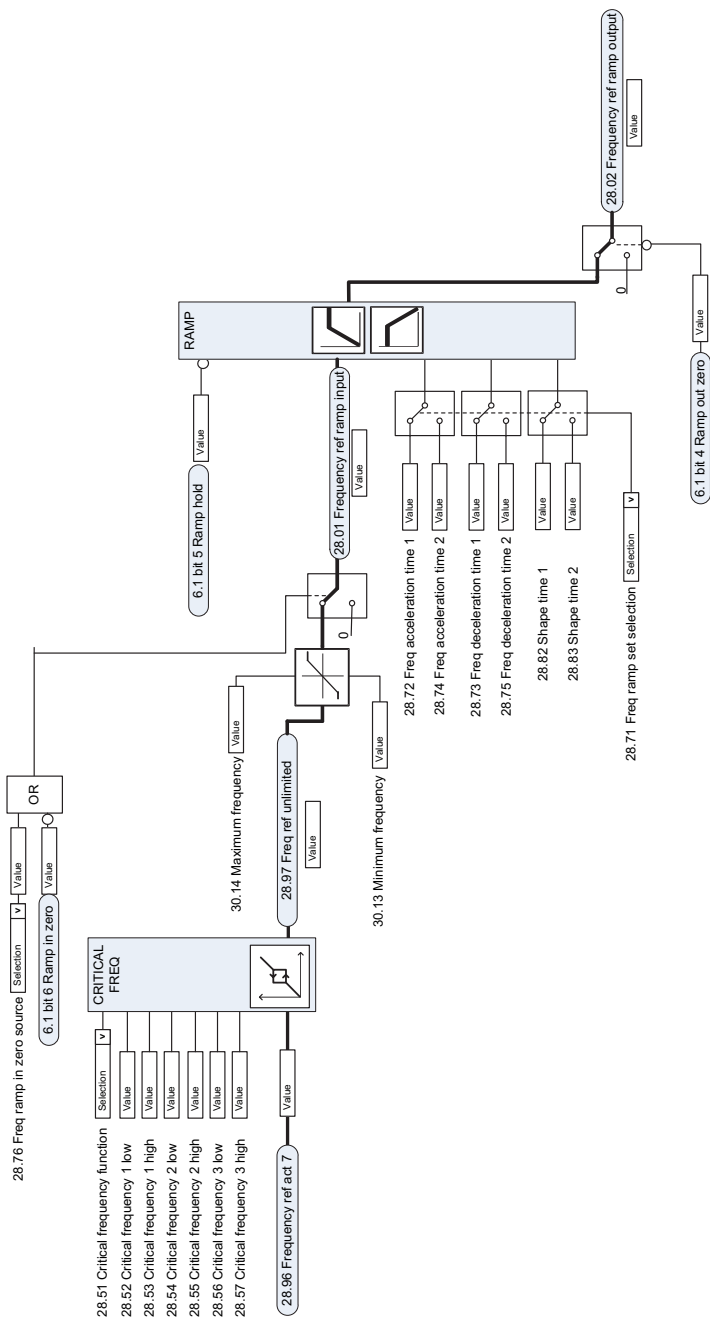 28.76 Freq ramp in zero source
Selection
v
Value
6.1 bit 6 Ramp in zero
Value
OR
28.51 Critical frequency function
Selection
v
28.52 Critical frequency 1 low
Value
28.53 Critical frequency 1 high
Value
28.54 Critical frequency 2 low
Value
28.55 Critical frequency 2 high
Value
28.56 Critical frequency 3 low
Value
28.57 Critical frequency 3 high
Value
28.96 Frequency ref act 7
Value
CRITICAL
FREQ
28.97 Freq ref unlimited
Value
30.14 Maximum frequency
Value
30.13 Minimum frequency
Value
0
28.01 Frequency ref ramp input
Value
6.1 bit 5 Ramp hold
Value
RAMP
28.72 Freq acceleration time 1
Value
28.74 Freq acceleration time 2
Value
28.73 Freq deceleration time 1
Value
28.75 Freq deceleration time 2
Value
28.82 Shape time 1
Value
28.83 Shape time 2
Value
28.71 Freq ramp set selection
Selection
v
0
28.02 Frequency ref ramp output
Value
6.1 bit 4 Ramp out zero
Value